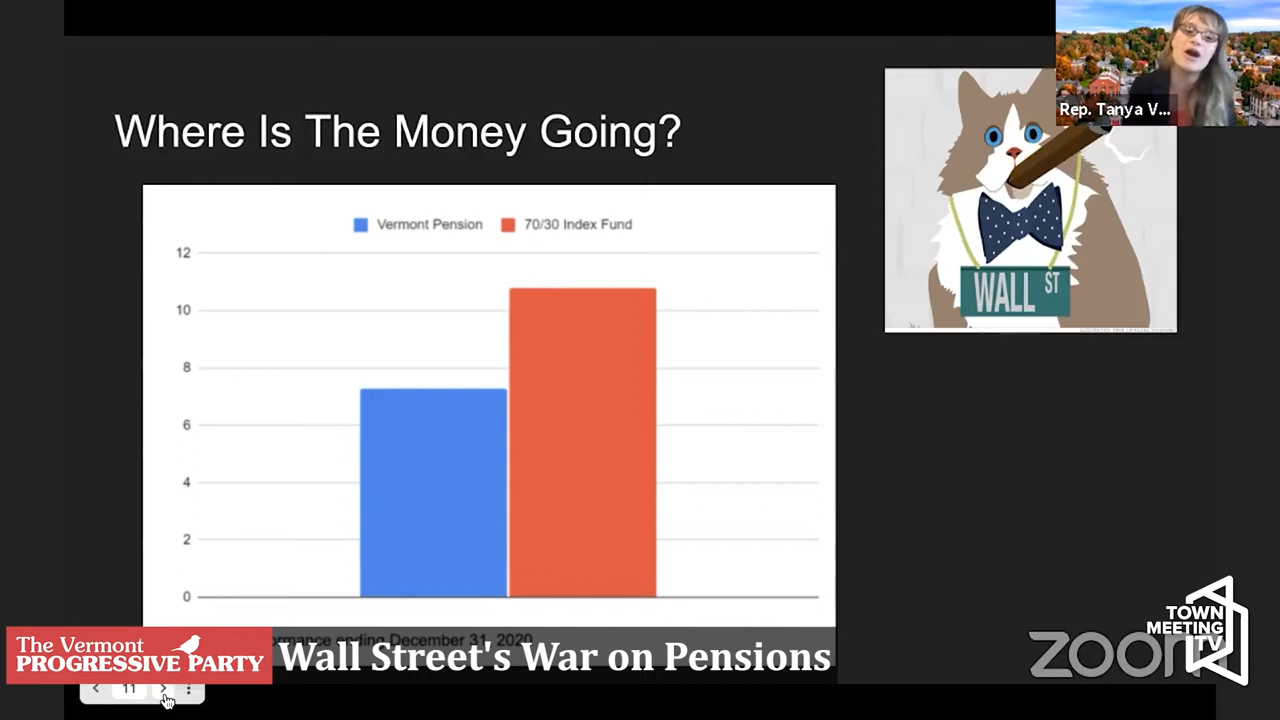 Where Is The Money Going?
Rep. Tanya V...
WALL ST
Vermont Pension
70/30 Index Fund
12
10
8
6
4
2
0
ending December 31, 2020
The Vermont
PROGRESSIVE PARTY
Wall Street's War on Pensions
11
TOWN
MEETING
TV
zoom